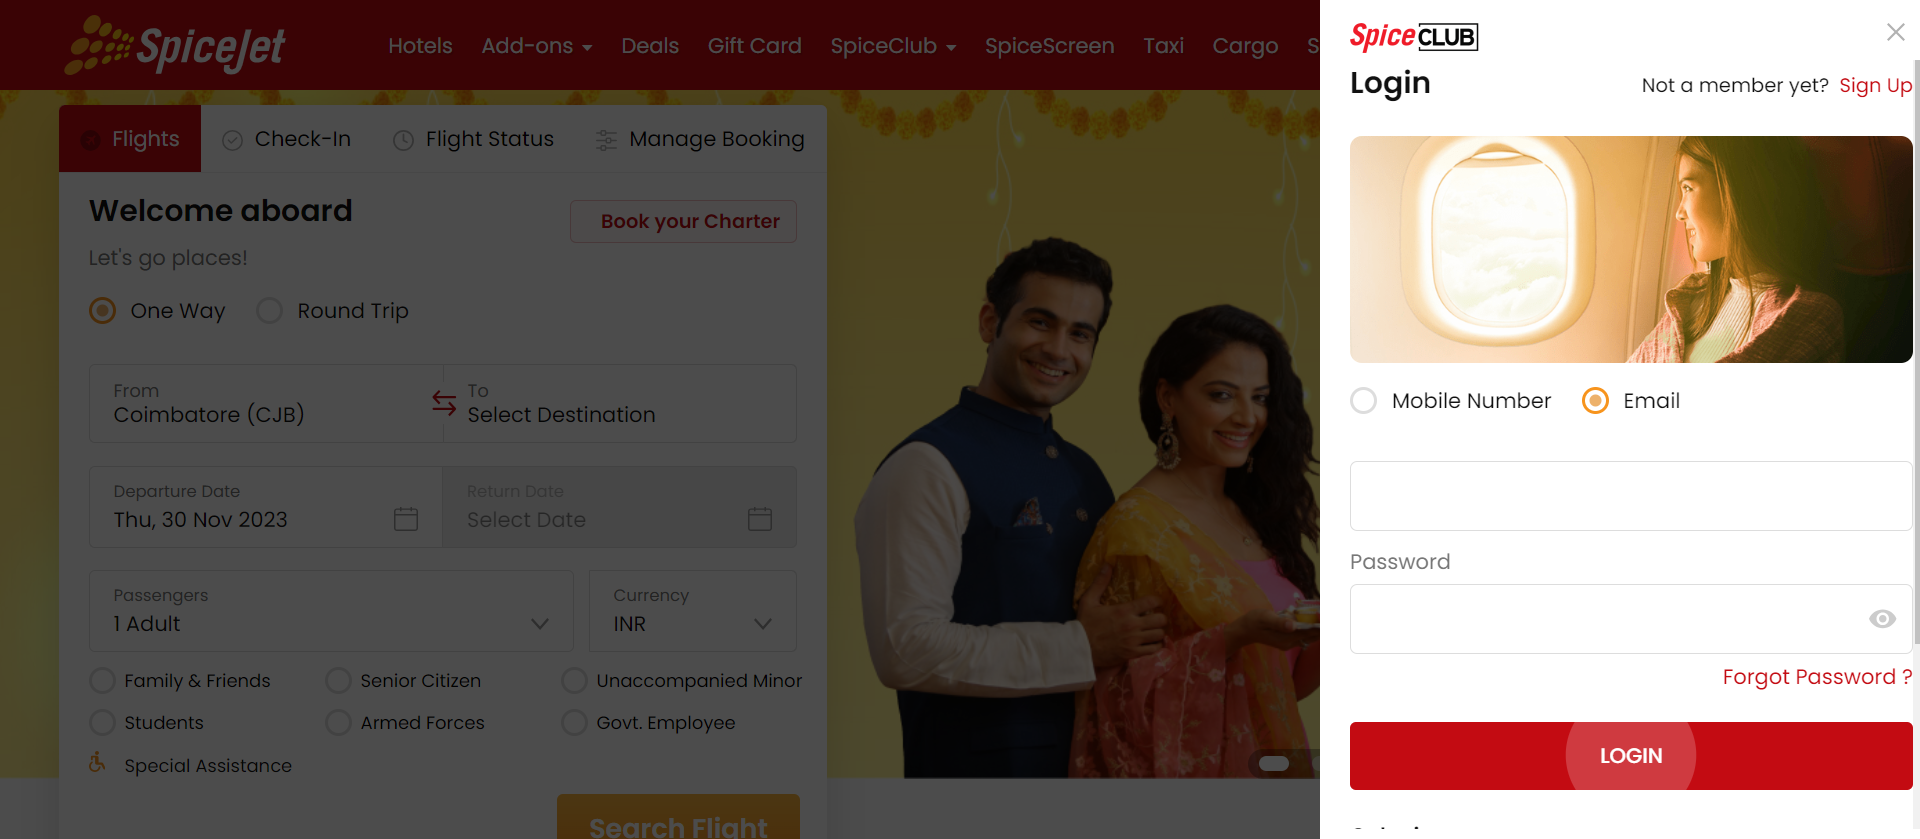 SpiceJet
Hotels Add-ons Deals Gift Card SpiceClub SpiceScreen Taxi Cargo S
Flights Check-In Flight Status Manage Booking
Welcome aboard
Book your Charter
Let's go places!
One Way Round Trip
From
Coimbatore (CJB)
To
Select Destination
Departure Date
Thu, 30 Nov 2023
Return Date
Select Date
Passengers
1 Adult
Currency
INR
Family & Friends Senior Citizen Unaccompanied Minor
Students Armed Forces Govt. Employee
Special Assistance
Search Flight
Spice CLUB
Login
Not a member yet? Sign Up
Mobile Number Email
Password
Forgot Password ?
LOGIN